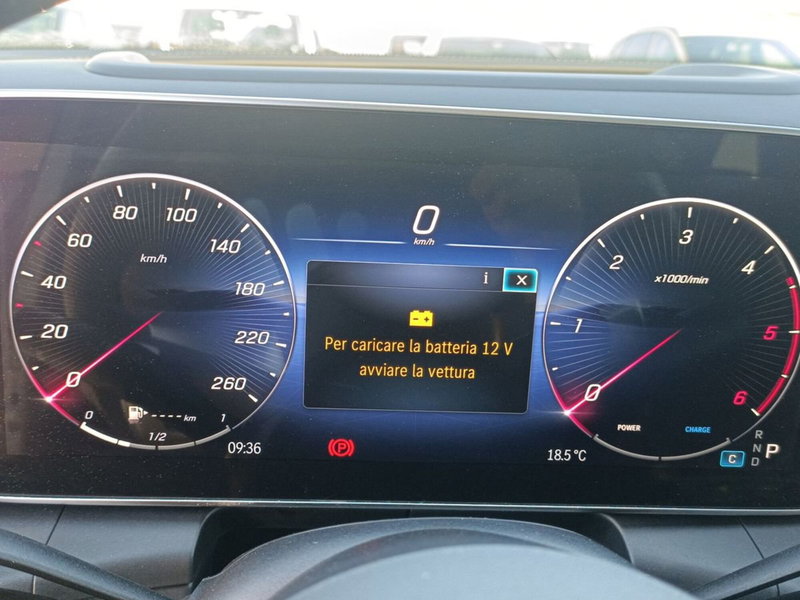 0
km/h
80
100
60
140
km/h
40
180
20
220
0
260
0
1/2
1
-----km
09:36
i
X
Per caricare la batteria 12 V
avviare la vettura
P
18.5 °C
3
2
4
x1000/min
1
5
0
6
POWER
CHARGE
C
R
N
D
P